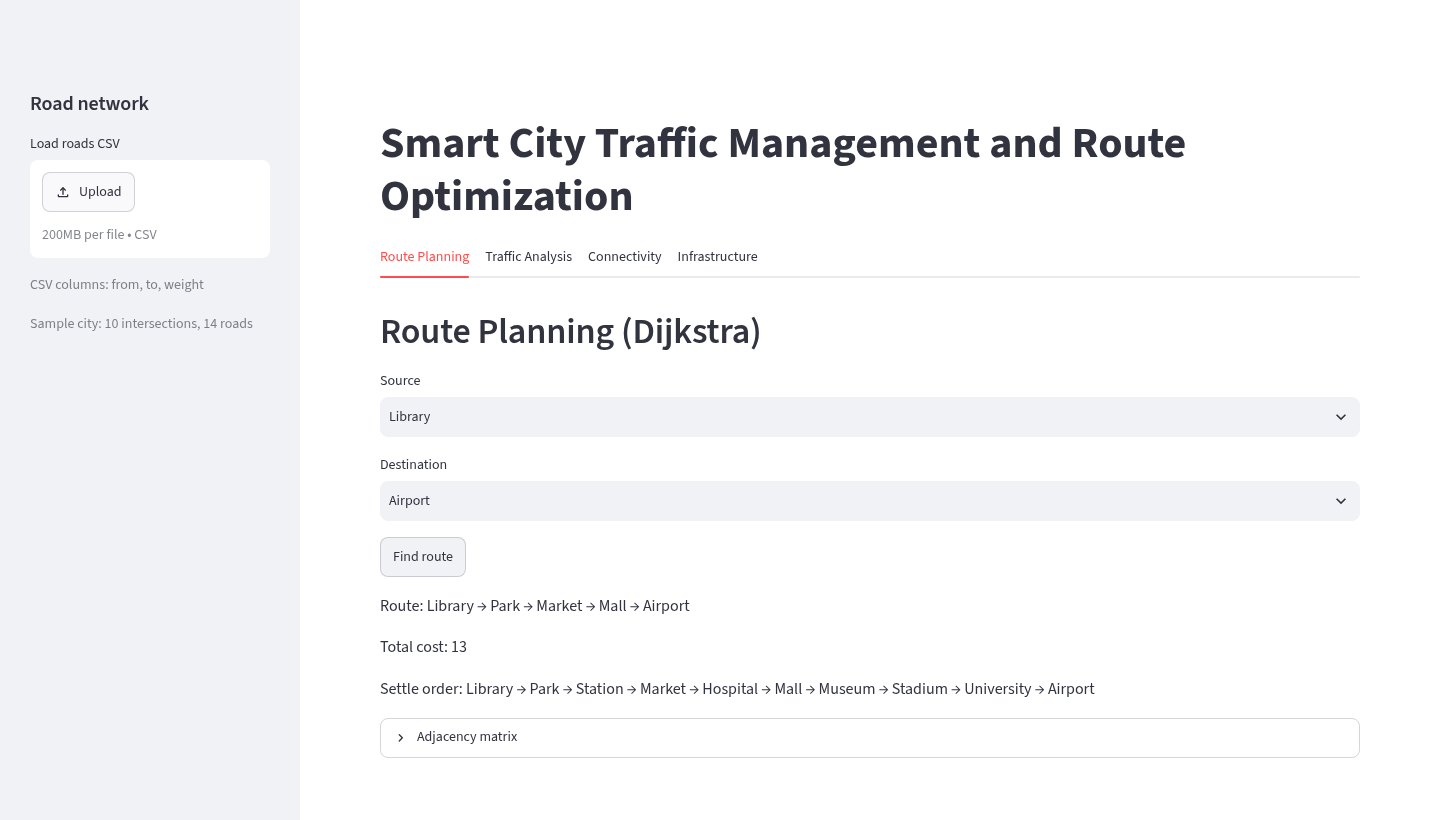 Road network
Load roads CSV
Upload
200MB per file • CSV
CSV columns: from, to, weight
Sample city: 10 intersections, 14 roads
Smart City Traffic Management and Route
Optimization
Route Planning
Traffic Analysis
Connectivity
Infrastructure
Route Planning (Dijkstra)
Source
Library
Destination
Airport
Find route
Route: Library → Park → Market → Mall → Airport
Total cost: 13
Settle order: Library → Park → Station → Market → Hospital → Mall → Museum → Stadium → University → Airport
Adjacency matrix